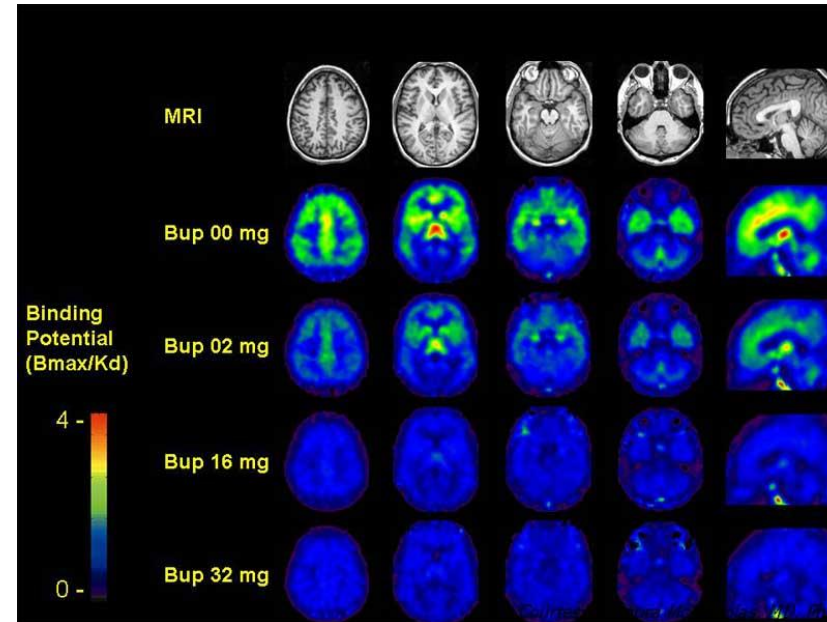 MRI
Bup 00 mg
Bup 02 mg
Binding
Potential
(Bmax/Kd)
4 -
Bup 16 mg
0 -
Bup 32 mg